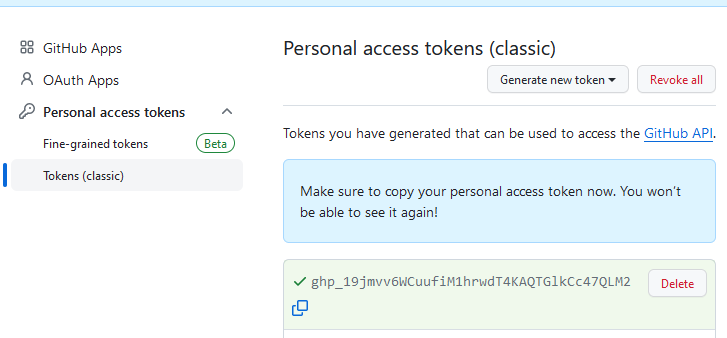 GitHub Apps
OAuth Apps
Personal access tokens
Fine-grained tokens Beta
Tokens (classic)
Personal access tokens (classic)
Generate new token Revoke all
Tokens you have generated that can be used to access the GitHub API.
Make sure to copy your personal access token now. You won't
be able to see it again!
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 Delete